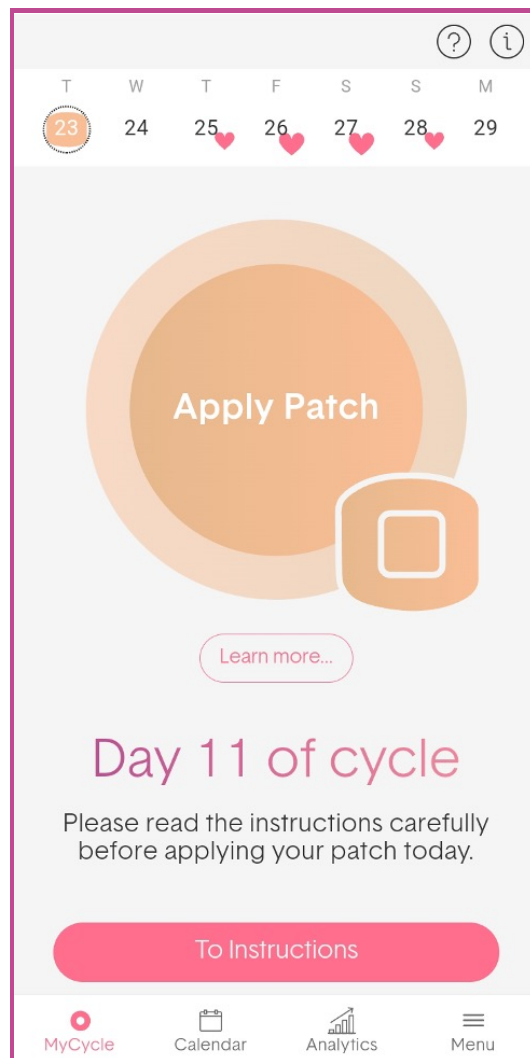 ? i
T W T F S S M
23 24 25 26 27 28 29
Apply Patch
Learn more...
Day 11 of cycle
Please read the instructions carefully
before applying your patch today.
To Instructions
MyCycle Calendar Analytics Menu